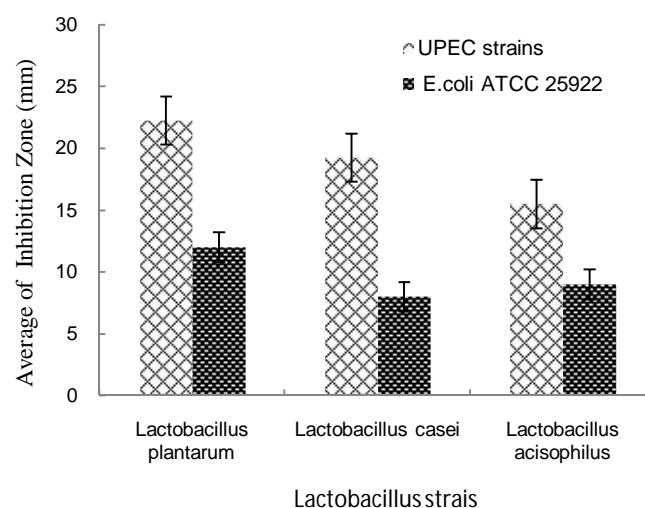 30
25
20
15
10
5
0
Average of Inhibition Zone (mm)
UPEC strains
E.coli ATCC 25922
Lactobacillus
plantarum
Lactobacillus casei
Lactobacillus
acisophilus
Lactobacillus strais